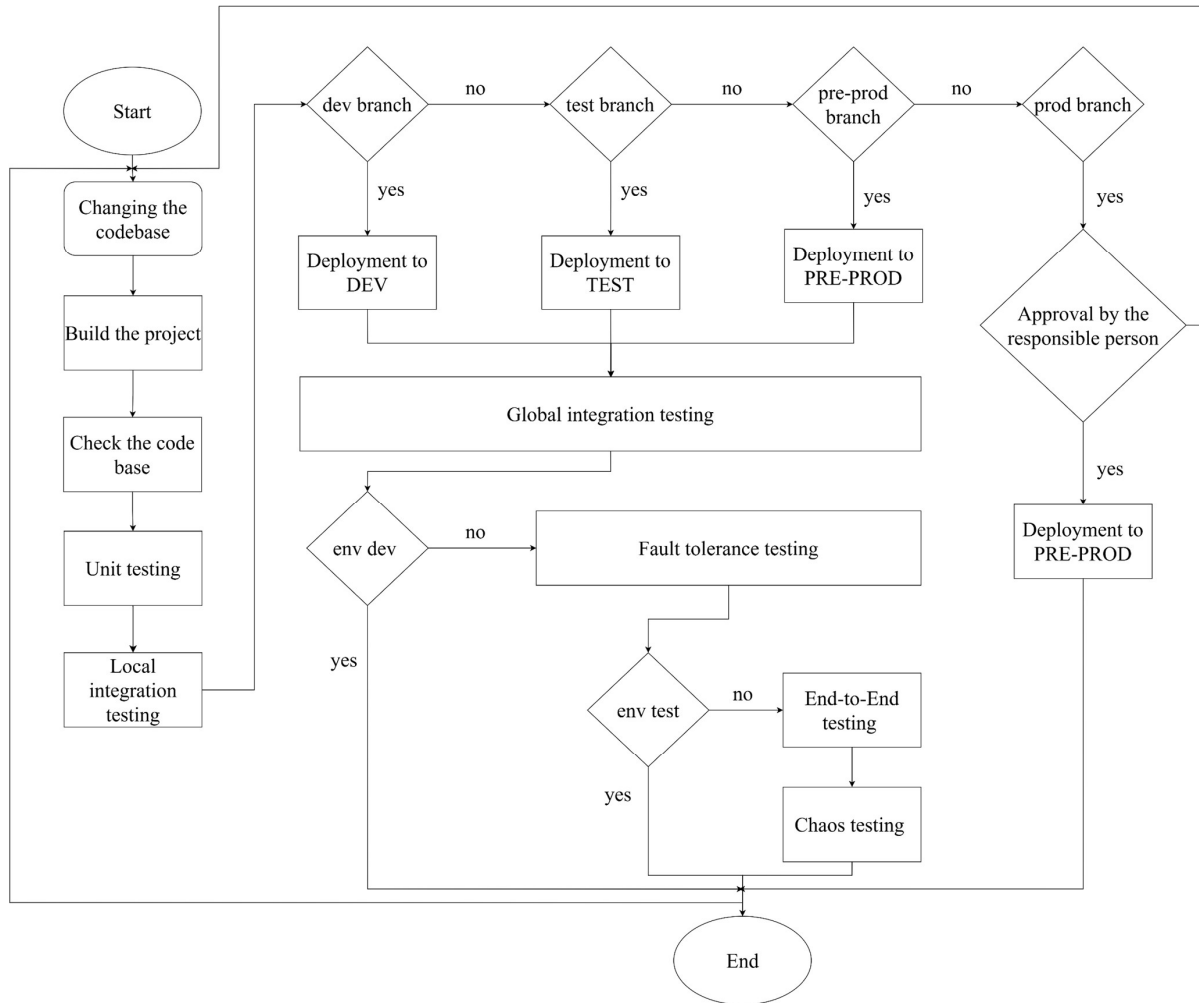 Start
Changing the
codebase
Build the project
Check the code
base
Unit testing
Local
integration
testing
dev branch
no
test branch
no
pre-prod
branch
no
prod branch
yes
yes
yes
yes
Deployment to
DEV
Deployment to
TEST
Deployment to
PRE-PROD
Approval by the
responsible person
yes
Deployment to
PRE-PROD
Global integration testing
env dev
no
Fault tolerance testing
yes
env test
no
End-to-End
testing
yes
Chaos testing
End